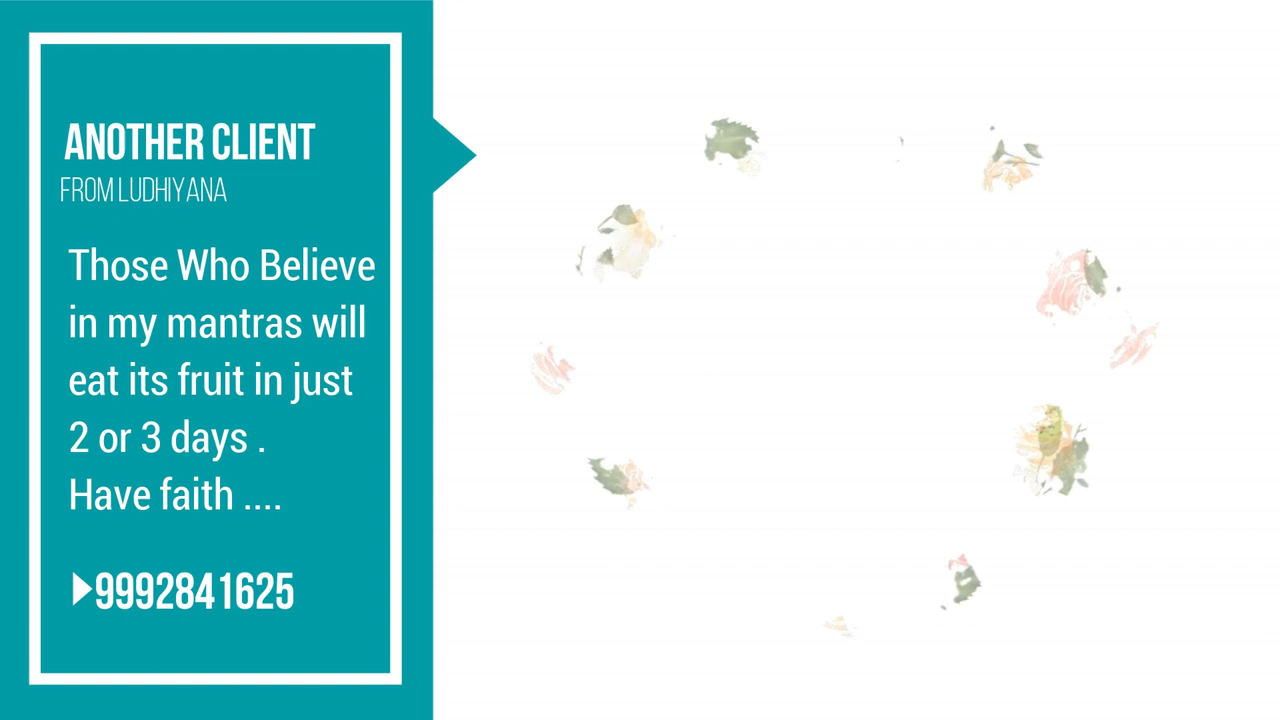 ANOTHER CLIENT
FROM LUDHIYANA
Those Who Believe
in my mantras will
eat its fruit in just
2 or 3 days .
Have faith ....
9992841625